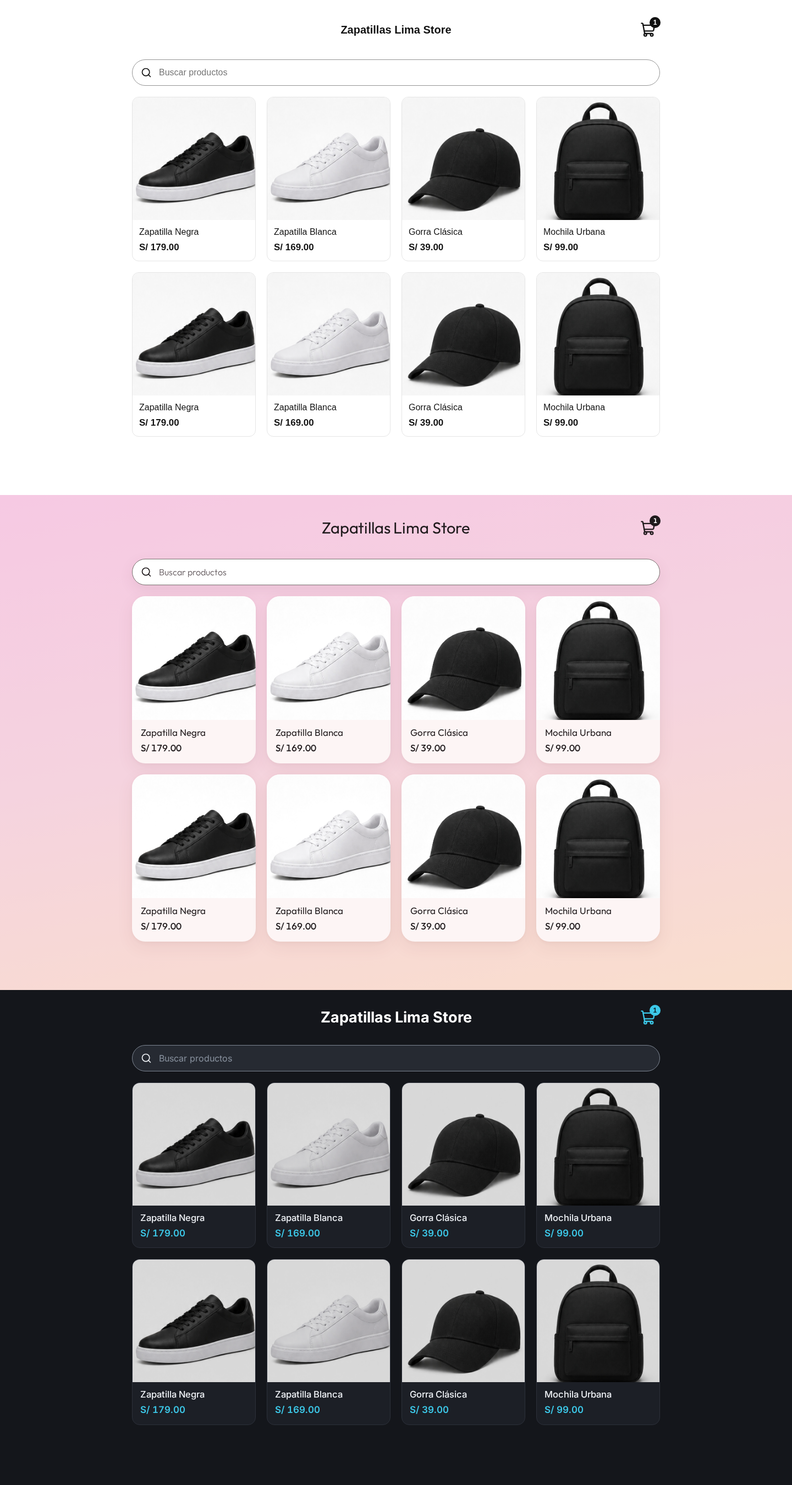 Zapatillas Lima Store
1
Buscar productos
Zapatilla Negra
S/ 179.00
Zapatilla Blanca
S/ 169.00
Gorra Clásica
S/ 39.00
Mochila Urbana
S/ 99.00
Zapatilla Negra
S/ 179.00
Zapatilla Blanca
S/ 169.00
Gorra Clásica
S/ 39.00
Mochila Urbana
S/ 99.00
Zapatillas Lima Store
1
Buscar productos
Zapatilla Negra
S/ 179.00
Zapatilla Blanca
S/ 169.00
Gorra Clásica
S/ 39.00
Mochila Urbana
S/ 99.00
Zapatilla Negra
S/ 179.00
Zapatilla Blanca
S/ 169.00
Gorra Clásica
S/ 39.00
Mochila Urbana
S/ 99.00
Zapatillas Lima Store
1
Buscar productos
Zapatilla Negra
S/ 179.00
Zapatilla Blanca
S/ 169.00
Gorra Clásica
S/ 39.00
Mochila Urbana
S/ 99.00
Zapatilla Negra
S/ 179.00
Zapatilla Blanca
S/ 169.00
Gorra Clásica
S/ 39.00
Mochila Urbana
S/ 99.00